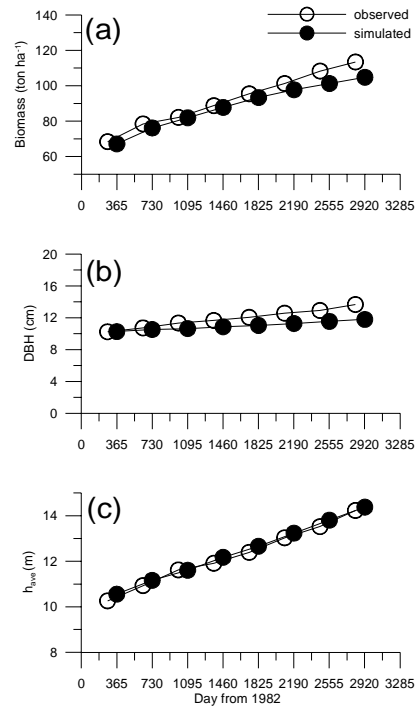 observed
simulated
(a)
Biomass (ton ha⁻¹)
140
120
100
80
60
0 365 730 1095 1460 1825 2190 2555 2920 3285
(b)
DBH (cm)
20
16
12
8
4
0
0 365 730 1095 1460 1825 2190 2555 2920 3285
(c)
h_ave (m)
14
12
10
8
0 365 730 1095 1460 1825 2190 2555 2920 3285
Day from 1982